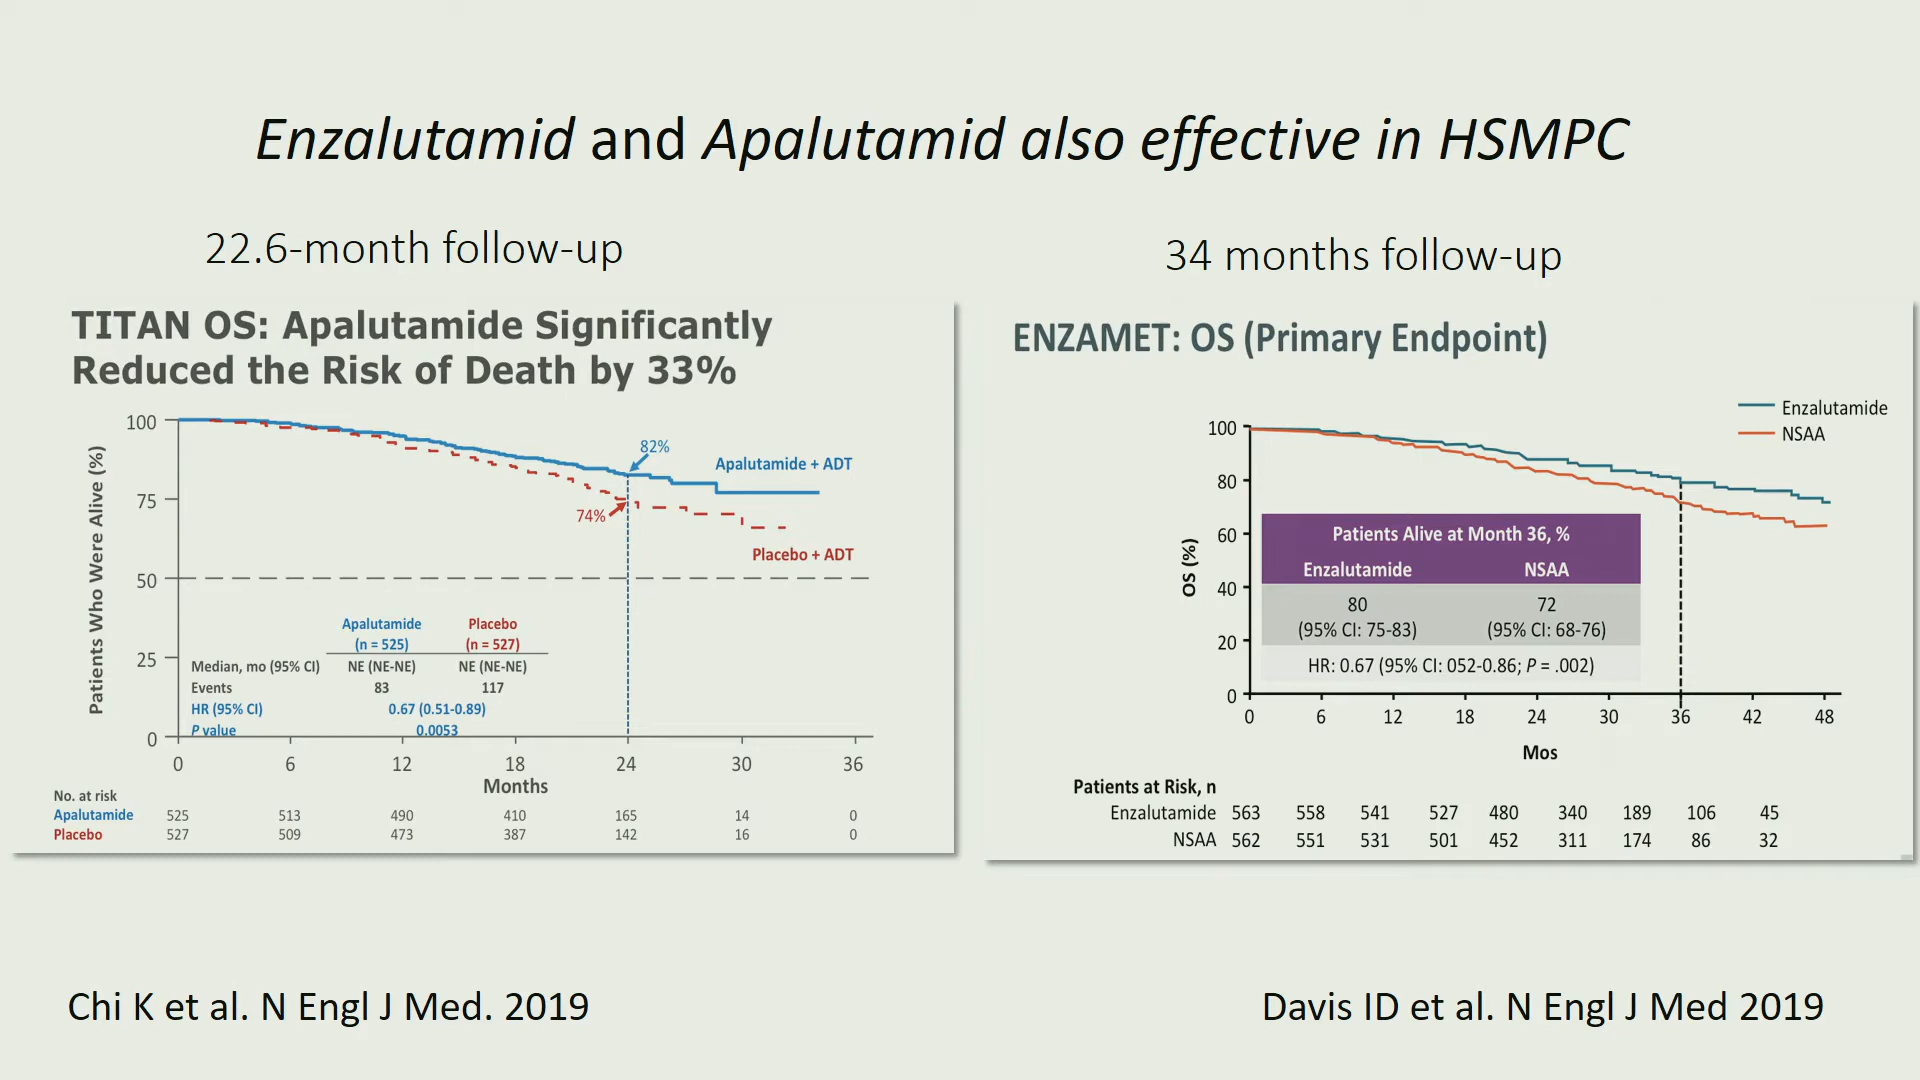 Enzalutamid and Apalutamid also effective in HSMPC
22.6-month follow-up
TITAN OS: Apalutamide Significantly
Reduced the Risk of Death by 33%
Patients Who Were Alive (%)
100
75
50
25
0
82%
74%
Apalutamide + ADT
Placebo + ADT
Apalutamide Placebo
(n = 525) (n = 527)
Median, mo (95% CI) NE (NE-NE) NE (NE-NE)
Events 83 117
HR (95% CI) 0.67 (0.51-0.89)
P value 0.0053
0 6 12 18 24 30 36
Months
No. at risk
Apalutamide 525 513 490 410 165 14 0
Placebo 527 509 473 387 142 16 0
34 months follow-up
ENZAMET: OS (Primary Endpoint)
Enzalutamide
NSAA
OS (%)
100
80
60
40
20
0
Patients Alive at Month 36, %
Enzalutamide NSAA
80 72
(95% CI: 75-83) (95% CI: 68-76)
HR: 0.67 (95% CI: 052-0.86; P = .002)
0 6 12 18 24 30 36 42 48
Mos
Patients at Risk, n
Enzalutamide 563 558 541 527 480 340 189 106 45
NSAA 562 551 531 501 452 311 174 86 32
Chi K et al. N Engl J Med. 2019
Davis ID et al. N Engl J Med 2019